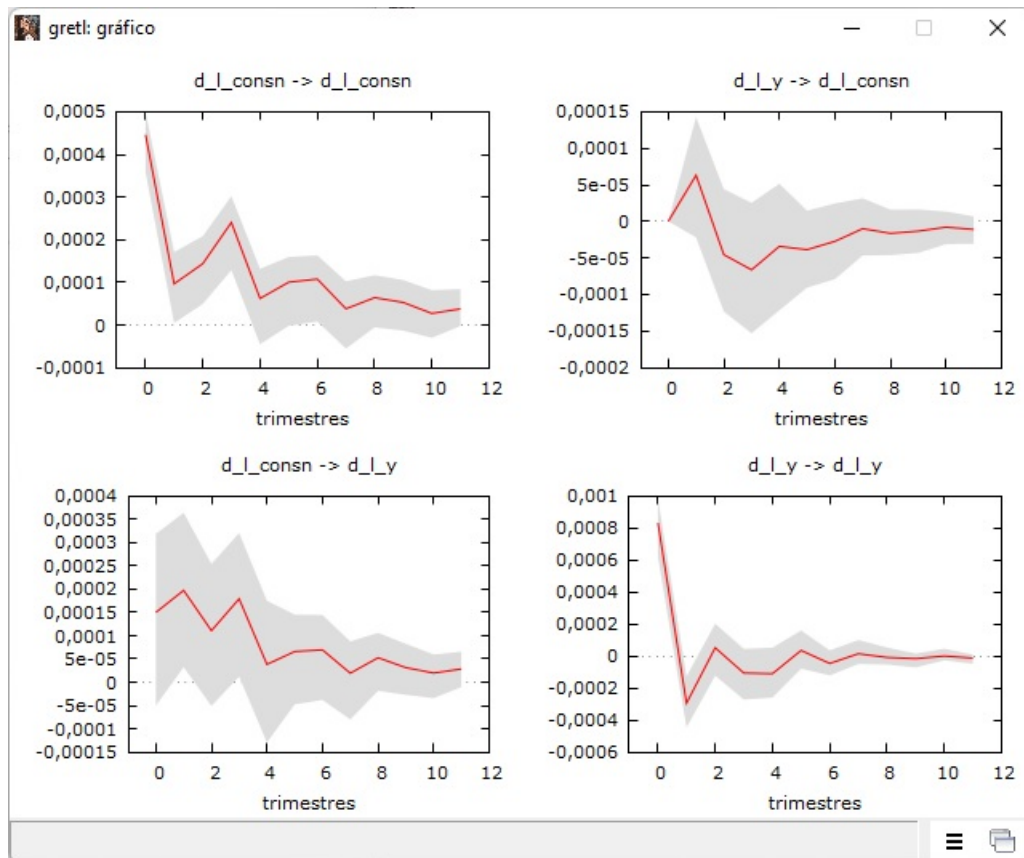 gretl: gráfico
d_l_consn -> d_l_consn
0,0005
0,0004
0,0003
0,0002
0,0001
0
-0,0001
0 2 4 6 8 10 12
trimestres
d_l_y -> d_l_consn
0,00015
0,0001
5e-05
0
-5e-05
-0,0001
-0,00015
-0,0002
0 2 4 6 8 10 12
trimestres
d_l_consn -> d_l_y
0,0004
0,00035
0,0003
0,00025
0,0002
0,00015
0,0001
5e-05
0
-5e-05
-0,0001
-0,00015
0 2 4 6 8 10 12
trimestres
d_l_y -> d_l_y
0,001
0,0008
0,0006
0,0004
0,0002
0
-0,0002
-0,0004
-0,0006
0 2 4 6 8 10 12
trimestres